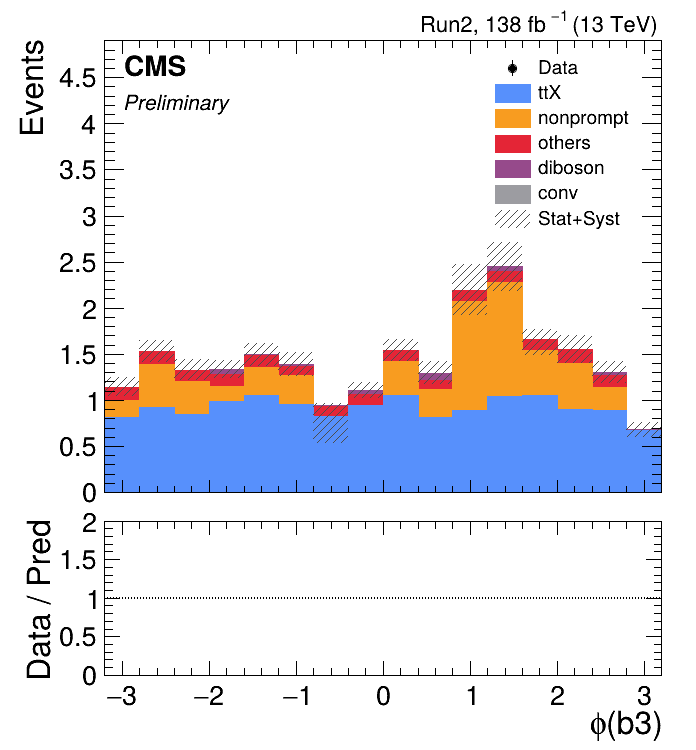 Run2, 138 fb⁻¹ (13 TeV)
CMS
Preliminary
Events
4.5
4
3.5
3
2.5
2
1.5
1
0.5
0
Data
ttX
nonprompt
others
diboson
conv
Stat+Syst
Data / Pred
2
1.5
1
0.5
0
−3 −2 −1 0 1 2 3
ϕ(b3)